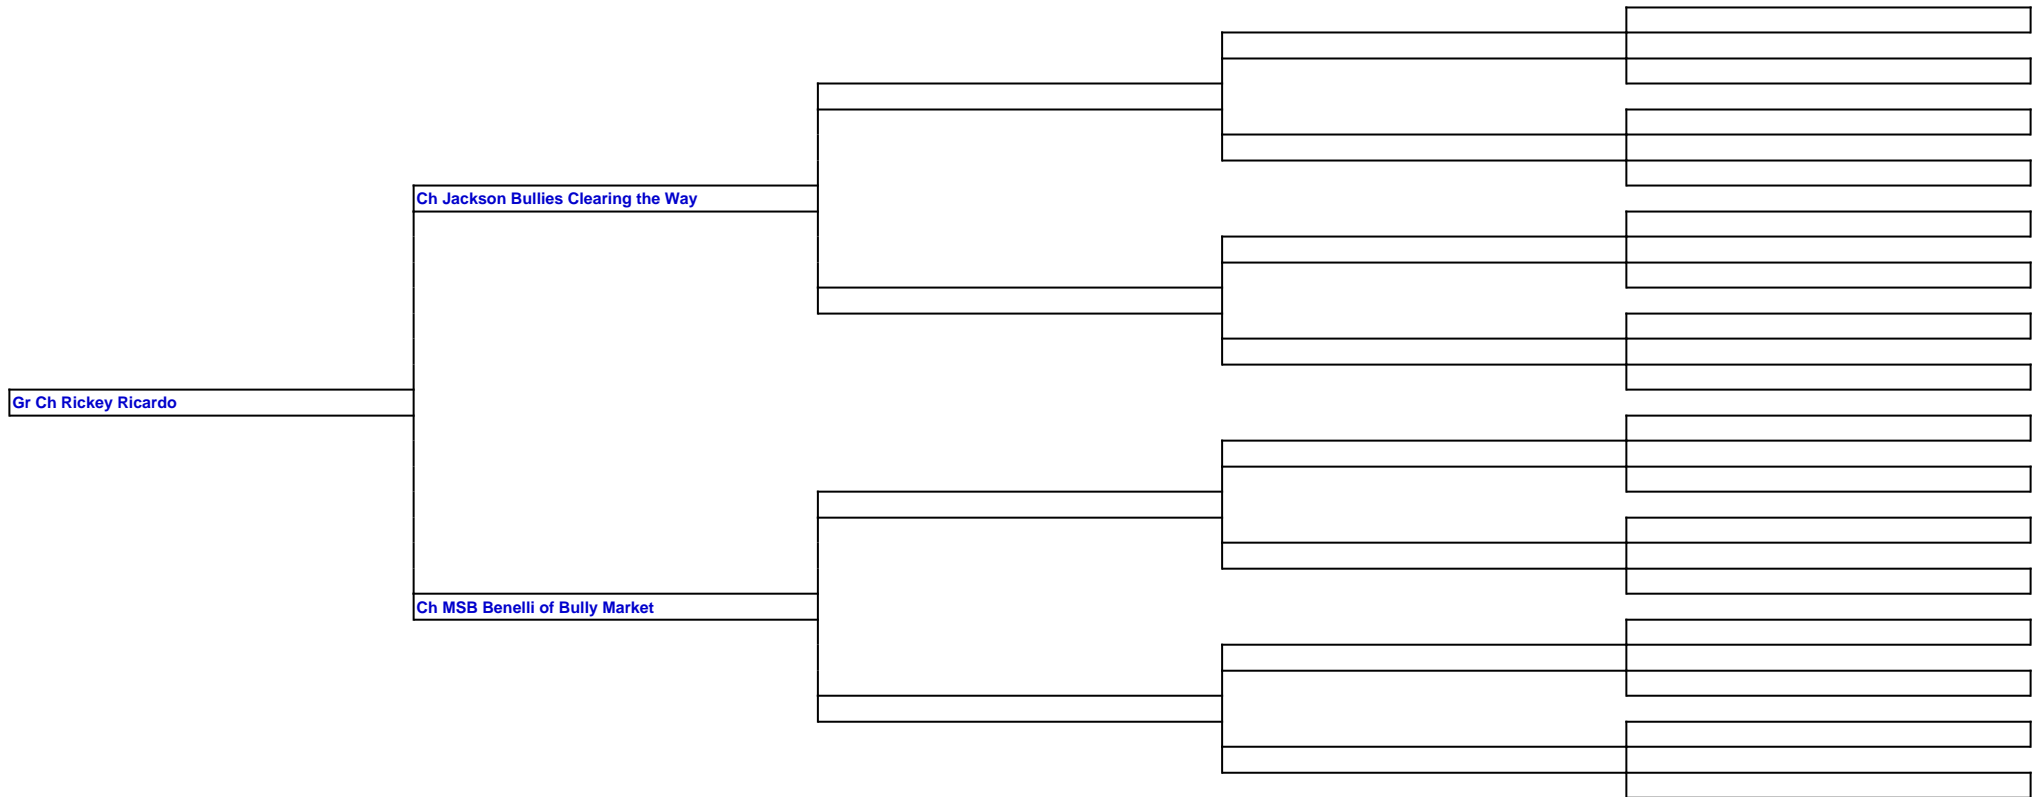 Ch Jackson Bullies Clearing the Way
Gr Ch Rickey Ricardo
Ch MSB Benelli of Bully Market